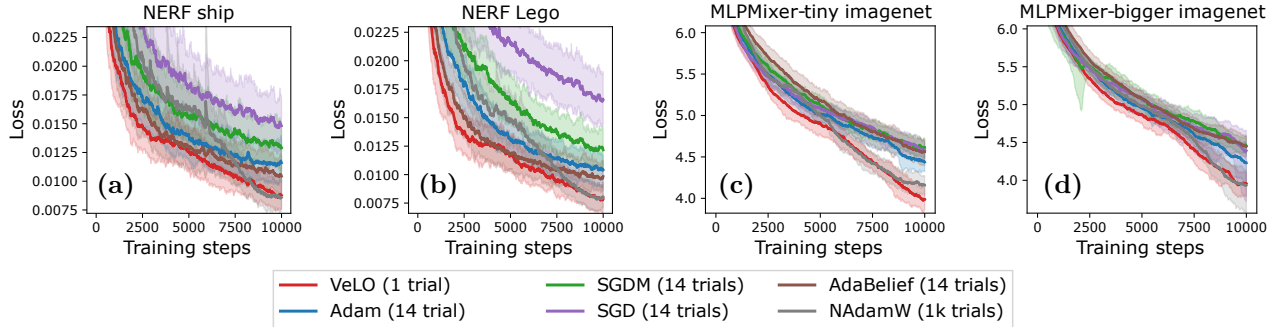 NERF ship
NERF Lego
MLPMixer-tiny imagenet
MLPMixer-bigger imagenet
Loss
0.0225
0.0200
0.0175
0.0150
0.0125
0.0100
0.0075
(a)
0 2500 5000 7500 10000
Training steps
Loss
0.0225
0.0200
0.0175
0.0150
0.0125
0.0100
0.0075
(b)
0 2500 5000 7500 10000
Training steps
Loss
6.0
5.5
5.0
4.5
4.0
(c)
0 2500 5000 7500 10000
Training steps
Loss
6.0
5.5
5.0
4.5
4.0
(d)
0 2500 5000 7500 10000
Training steps
VeLO (1 trial)
Adam (14 trial)
SGDM (14 trials)
SGD (14 trials)
AdaBelief (14 trials)
NAdamW (1k trials)